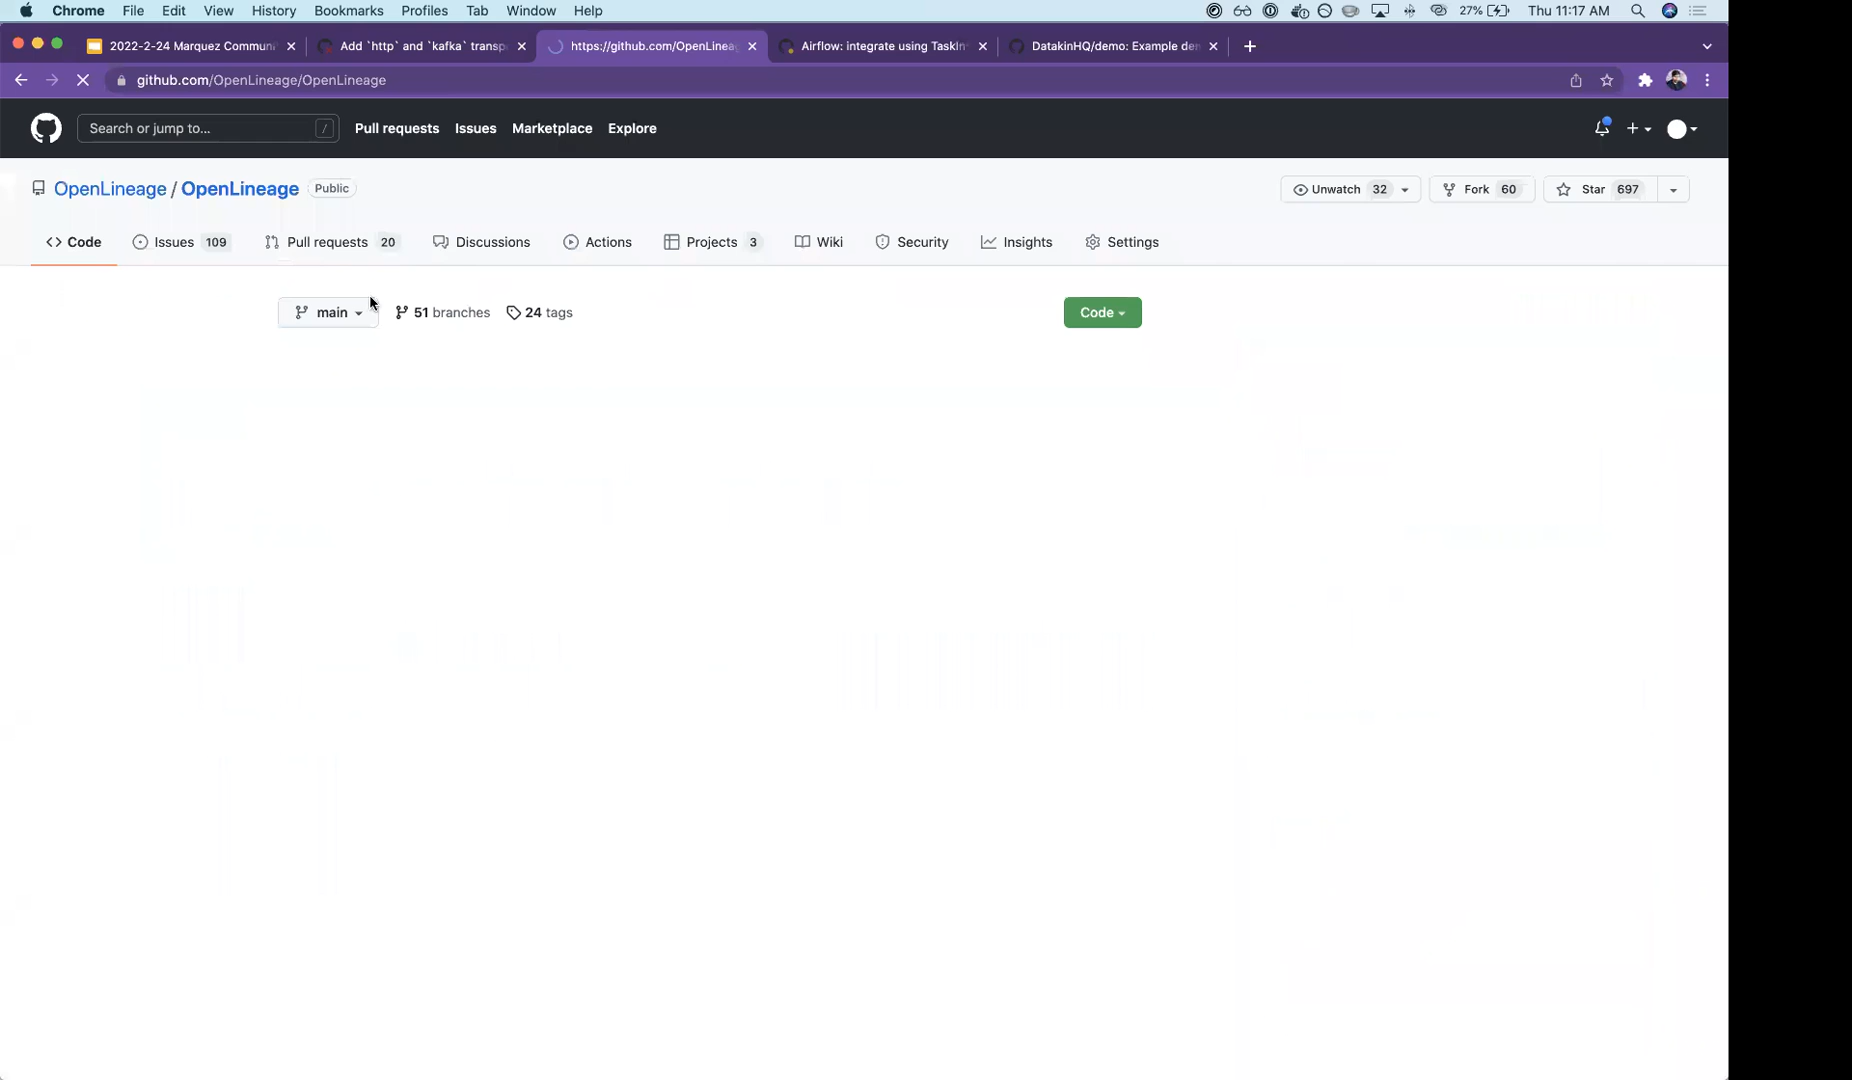 Chrome File Edit View History Bookmarks Profiles Tab Window Help 27% Thu 11:17 AM
2022-2-24 Marquez Communi Add `http` and `kafka` transp https://github.com/OpenLineag Airflow: integrate using TaskIn DatakinHQ/demo: Example den
github.com/OpenLineage/OpenLineage
Search or jump to... / Pull requests Issues Marketplace Explore
OpenLineage / OpenLineage Public Unwatch 32 Fork 60 Star 697
Code Issues 109 Pull requests 20 Discussions Actions Projects 3 Wiki Security Insights Settings
main 51 branches 24 tags Code